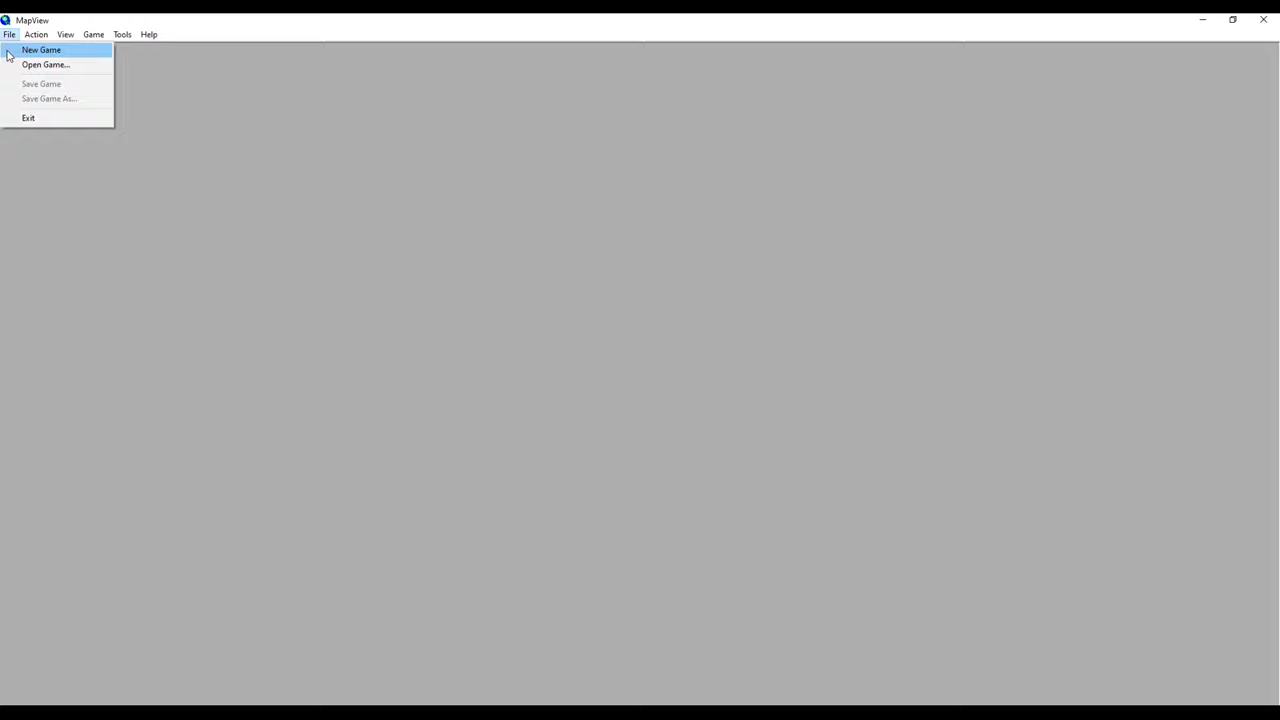 MapView
File Action View Game Tools Help
New Game
Open Game...
Save Game
Save Game As...
Exit